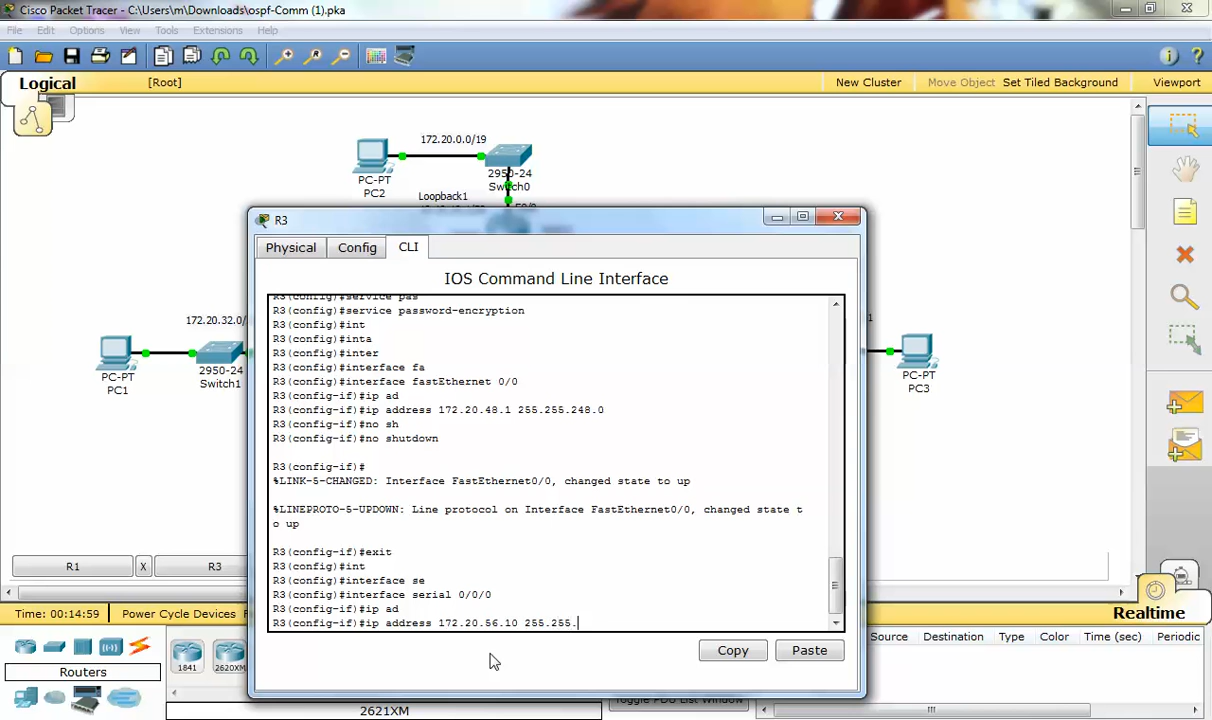 Cisco Packet Tracer - C:\Users\m\Downloads\ospf-Comm (1).pka
File Edit Options View Tools Extensions Help
Logical [Root] New Cluster Move Object Set Tiled Background Viewport
172.20.0.0/19
PC-PT
PC2
2950-24
Switch0
Loopback1
R3
Physical Config CLI
IOS Command Line Interface
R3(config)#service pas
R3(config)#service password-encryption
R3(config)#int
R3(config)#inta
R3(config)#inter
R3(config)#interface fa
R3(config)#interface fastEthernet 0/0
R3(config-if)#ip ad
R3(config-if)#ip address 172.20.48.1 255.255.248.0
R3(config-if)#no sh
R3(config-if)#no shutdown
R3(config-if)#
%LINK-5-CHANGED: Interface FastEthernet0/0, changed state to up
%LINEPROTO-5-UPDOWN: Line protocol on Interface FastEthernet0/0, changed state t
o up
R3(config-if)#exit
R3(config)#int
R3(config)#interface se
R3(config)#interface serial 0/0/0
R3(config-if)#ip ad
R3(config-if)#ip address 172.20.56.10 255.255.
Copy Paste
172.20.32.0/
PC-PT
PC1
2950-24
Switch1
PC-PT
PC3
R1 X R3
Time: 00:14:59 Power Cycle Devices
Realtime
Routers
1841 2620XM
2621XM
Toggle PDU List Window
Source Destination Type Color Time (sec) Periodic